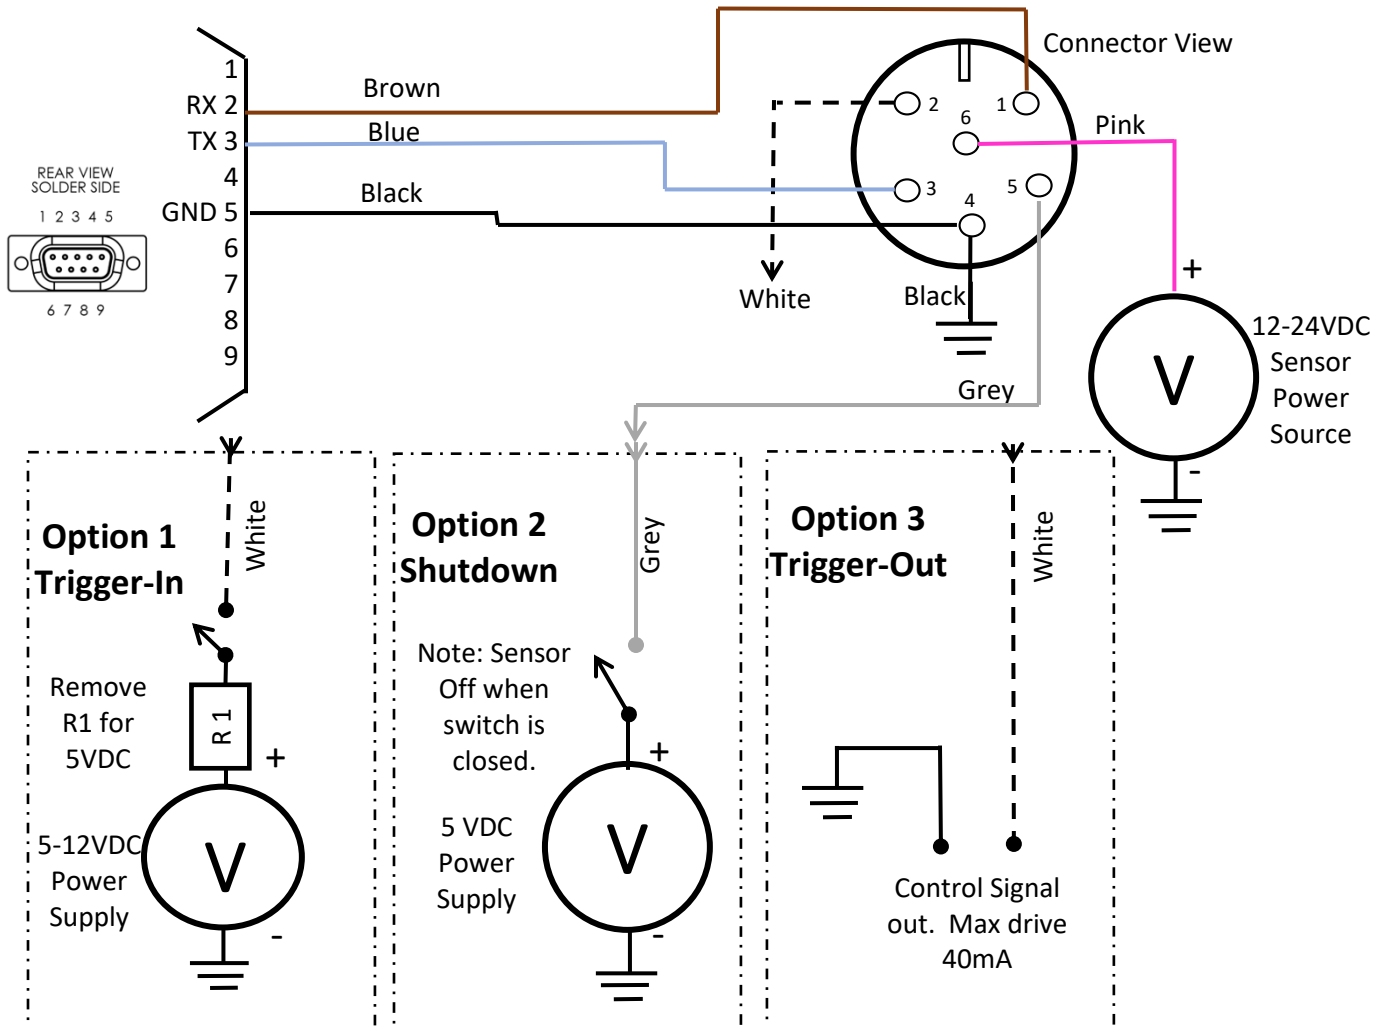 Connector View
1
RX 2
TX 3
4
GND 5
6
7
8
9
Brown
Blue
Black
REAR VIEW
SOLDER SIDE
1 2 3 4 5
6 7 8 9
2
1
6
3
5
4
Pink
White
Black
Grey
+
V
-
12-24VDC
Sensor
Power
Source
Option 1
Trigger-In
White
Remove
R1 for
5VDC
R 1
+
5-12VDC
Power
Supply
V
-
Option 2
Shutdown
Grey
Note: Sensor
Off when
switch is
closed.
+
5 VDC
Power
Supply
V
-
Option 3
Trigger-Out
White
Control Signal
out. Max drive
40mA